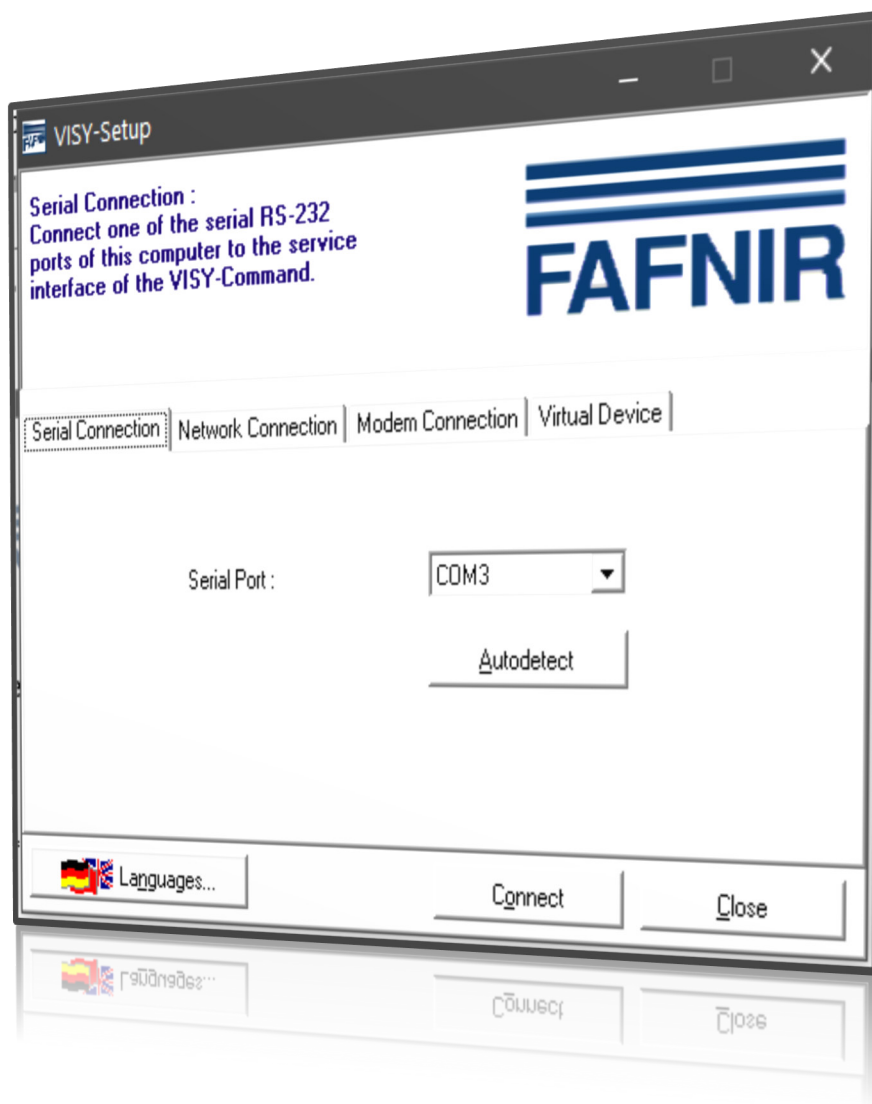 VISY-Setup
Serial Connection :
Connect one of the serial RS-232
ports of this computer to the service
interface of the VISY-Command.
FAFNIR
Serial Connection
Network Connection
Modem Connection
Virtual Device
Serial Port :
COM3
Autodetect
Languages...
Connect
Close